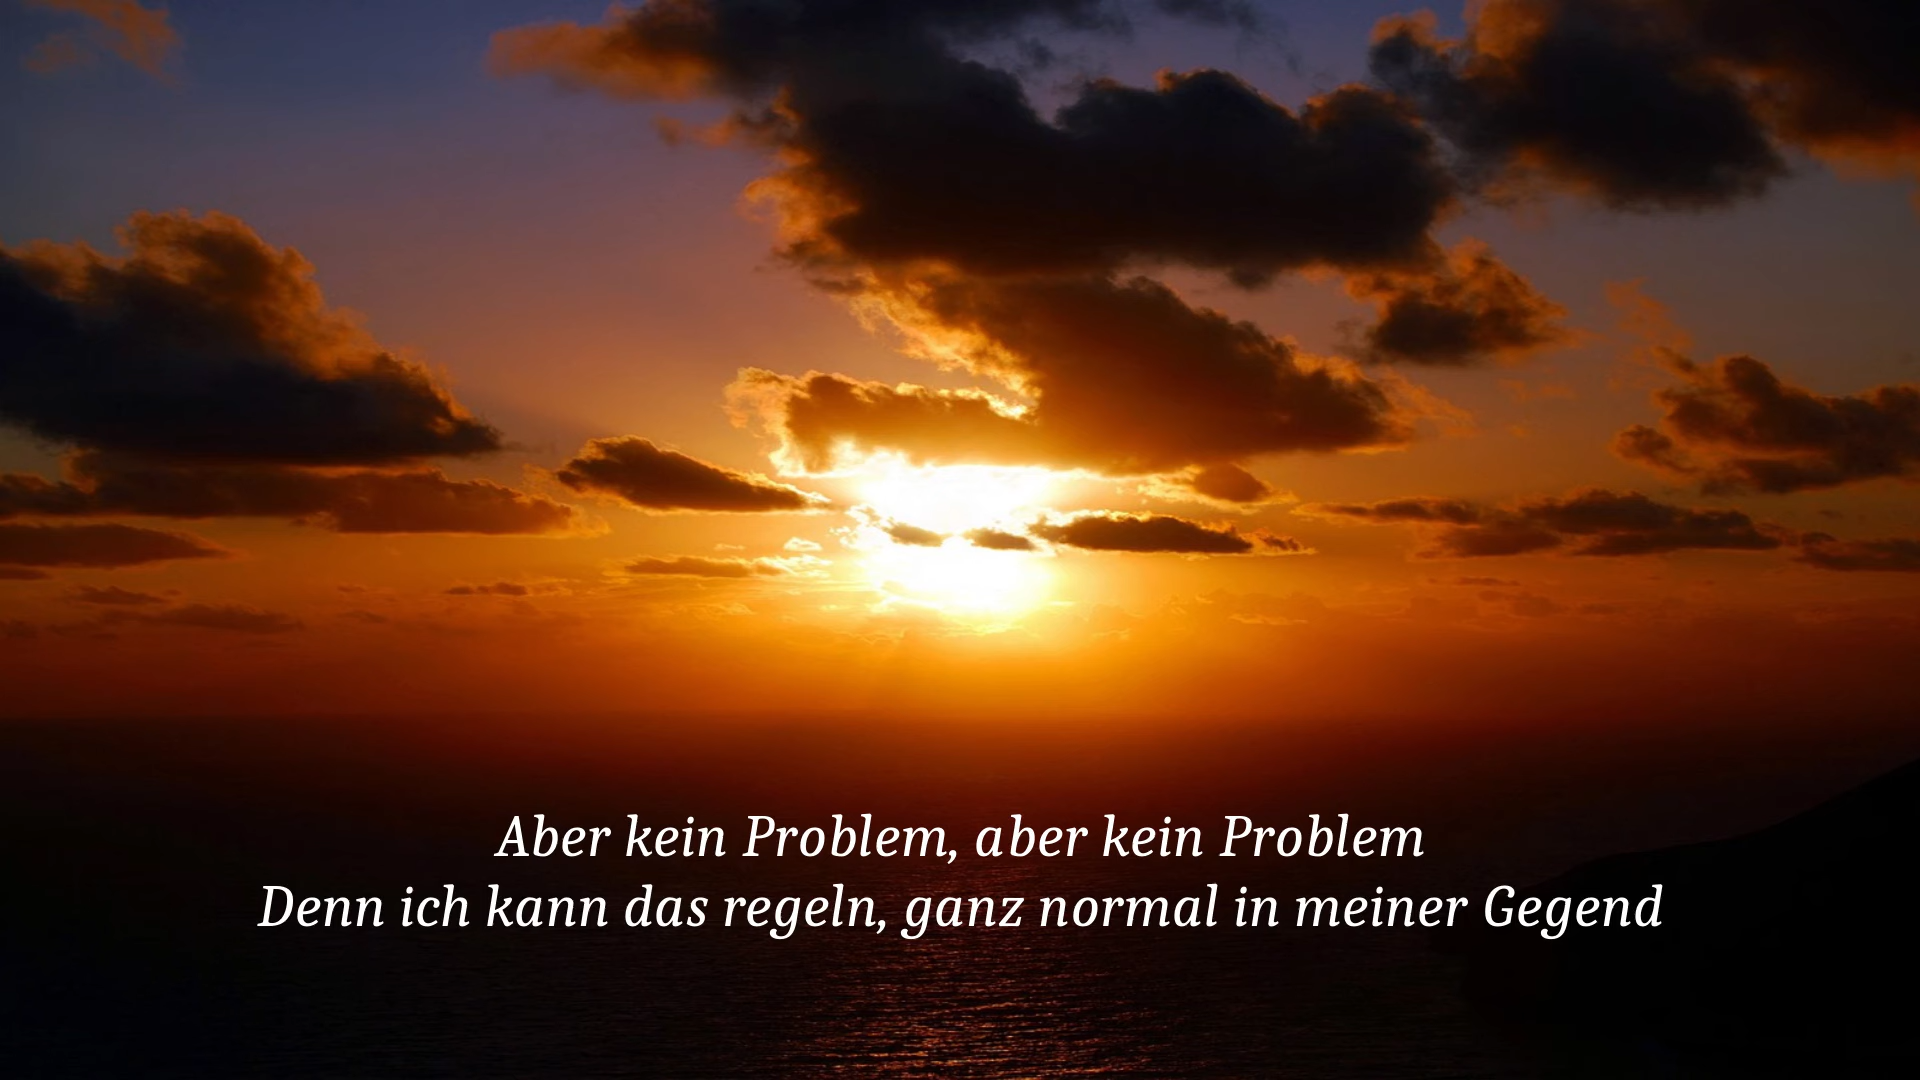 Aber kein Problem, aber kein Problem
Denn ich kann das regeln, ganz normal in meiner Gegend